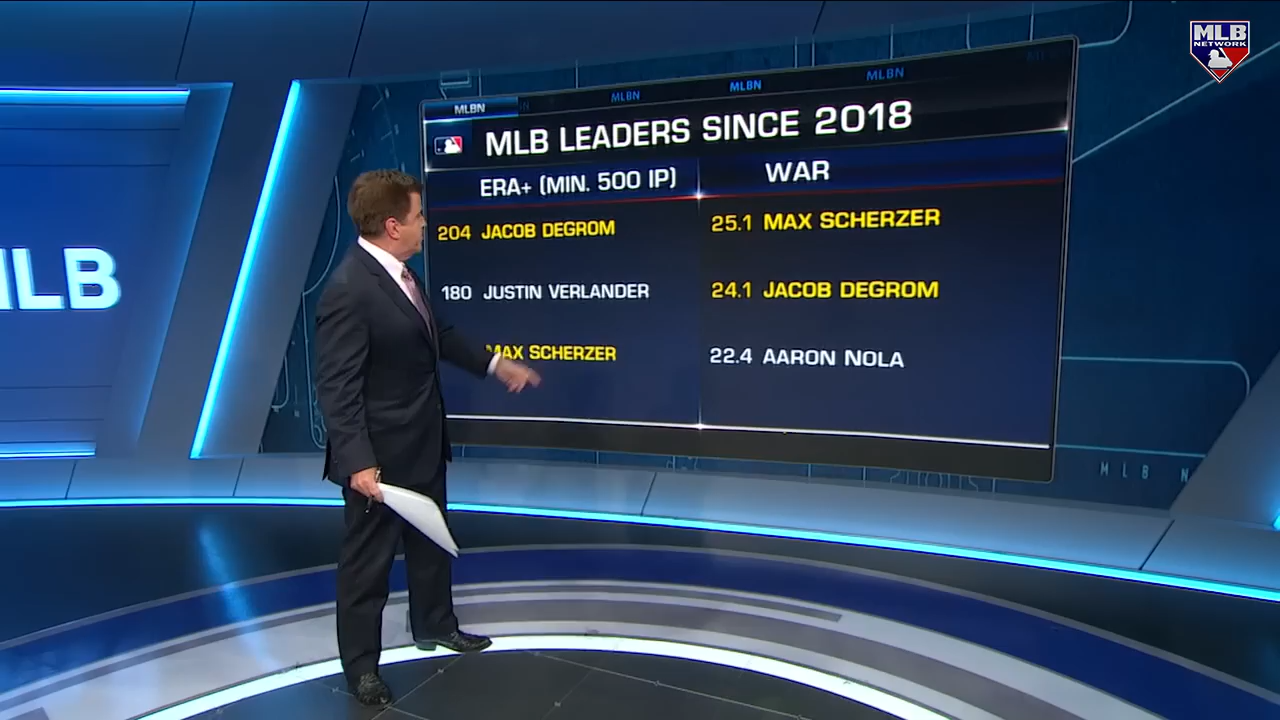 MLB
NETWORK
MLBN
MLBN
MLBN
MLBN
MLB LEADERS SINCE 2018
ERA+ (MIN. 500 IP)
WAR
204 JACOB DEGROM
25.1 MAX SCHERZER
180 JUSTIN VERLANDER
24.1 JACOB DEGROM
MAX SCHERZER
22.4 AARON NOLA
MLB
MLB N